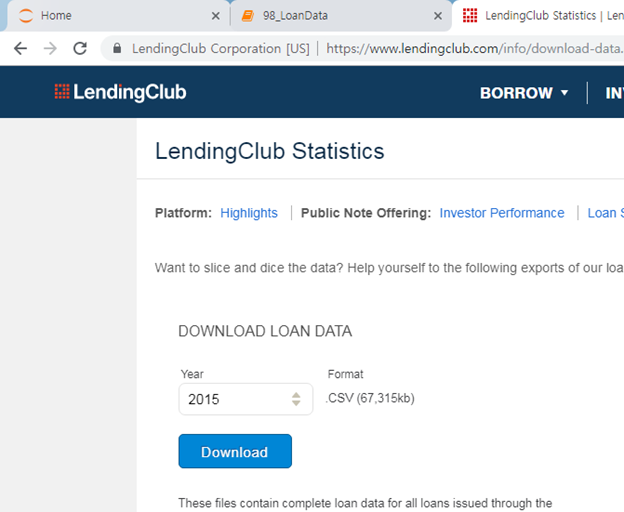 Home 98_LoanData LendingClub Statistics | Len
LendingClub Corporation [US] https://www.lendingclub.com/info/download-data.
LendingClub BORROW IN
LendingClub Statistics
Platform: Highlights Public Note Offering: Investor Performance Loan S
Want to slice and dice the data? Help yourself to the following exports of our loa
DOWNLOAD LOAN DATA
Year Format
2015 .CSV (67,315kb)
Download
These files contain complete loan data for all loans issued through the